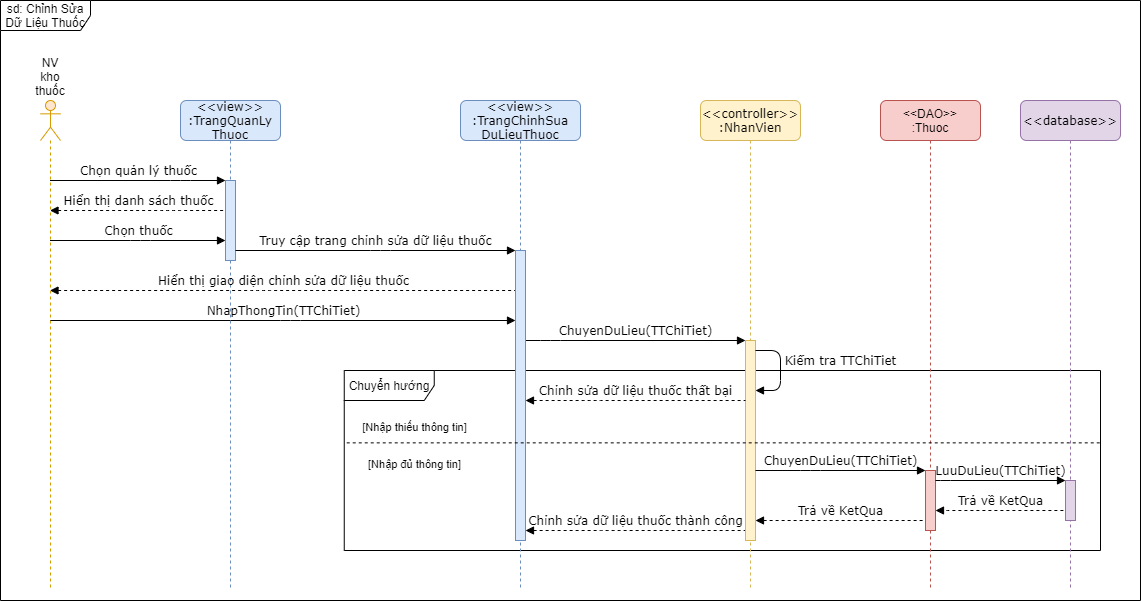 sd: Chỉnh Sửa
Dữ Liệu Thuốc
NV
kho
thuốc
<<view>>
:TrangQuanLy
Thuoc
<<view>>
:TrangChinhSua
DuLieuThuoc
<<controller>>
:NhanVien
<<DAO>>
:Thuoc
<<database>>
Chọn quản lý thuốc
Hiển thị danh sách thuốc
Chọn thuốc
Truy cập trang chỉnh sửa dữ liệu thuốc
Hiển thị giao diện chỉnh sửa dữ liệu thuốc
NhapThongTin(TTChiTiet)
ChuyenDuLieu(TTChiTiet)
Kiểm tra TTChiTiet
Chuyển hướng
Chỉnh sửa dữ liệu thuốc thất bại
[Nhập thiếu thông tin]
[Nhập đủ thông tin]
ChuyenDuLieu(TTChiTiet)
LuuDuLieu(TTChiTiet)
Trả về KetQua
Trả về KetQua
Chỉnh sửa dữ liệu thuốc thành công